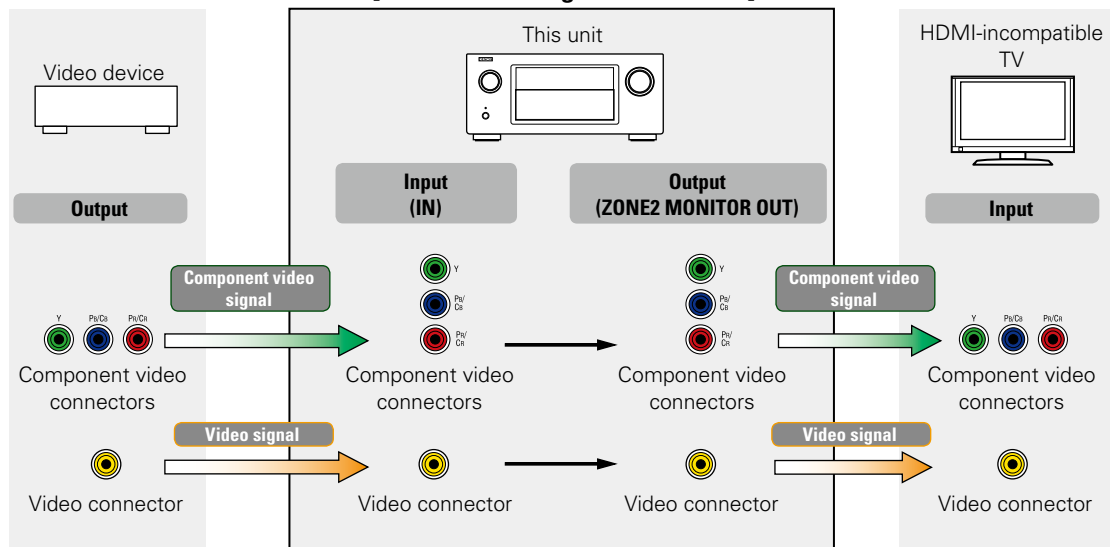 This unit
HDMI-incompatible
TV
Video device
Output
Input
(IN)
Output
(ZONE2 MONITOR OUT)
Input
Component video
signal
Component video
signal
Y
PB/CB
PR/CR
Y
PB/
CB
PR/
CR
Y
PB/
CB
PR/
CR
Y
PB/CB
PR/CR
Component video
connectors
Component video
connectors
Component video
connectors
Component video
connectors
Video signal
Video signal
Video connector
Video connector
Video connector
Video connector